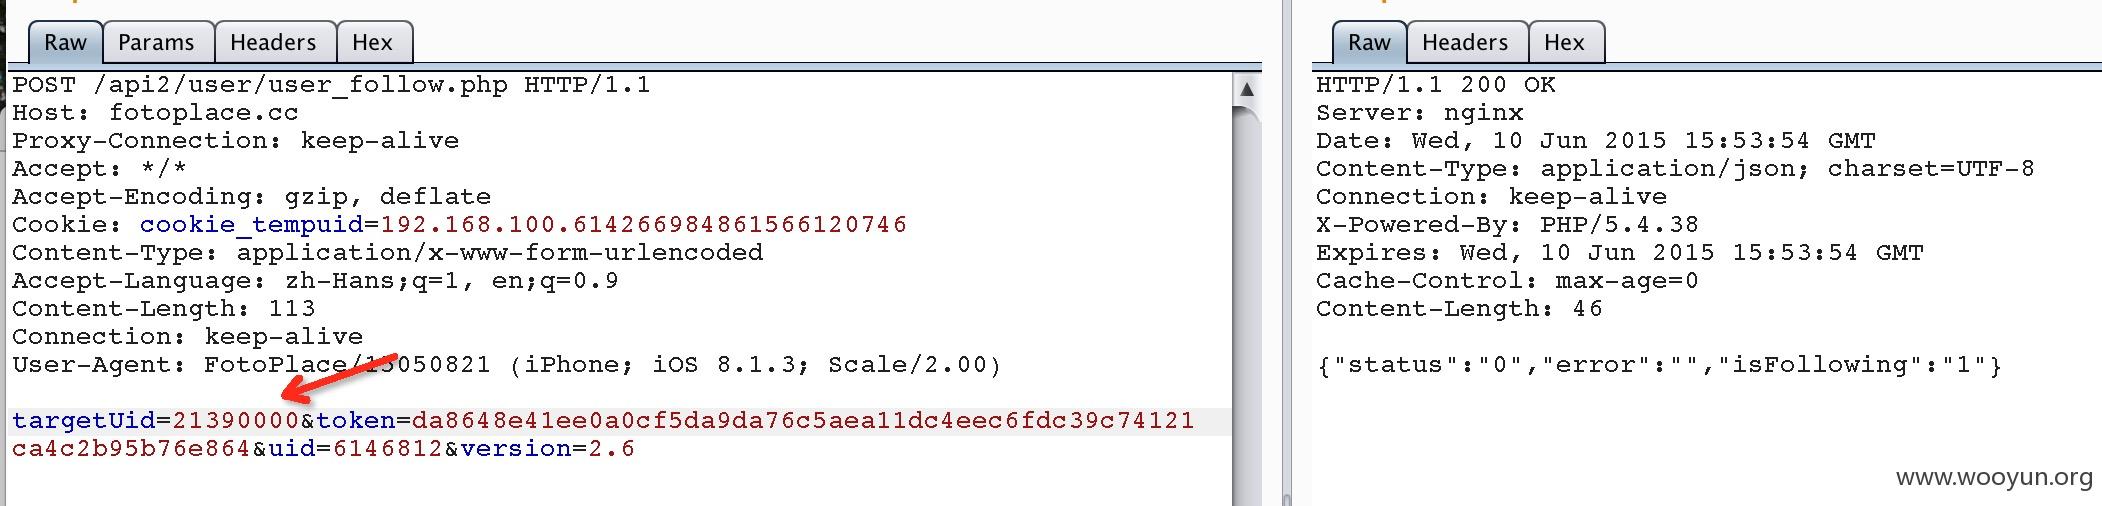 Raw Params Headers Hex
POST /api2/user/user_follow.php HTTP/1.1
Host: fotoplace.cc
Proxy-Connection: keep-alive
Accept: */*
Accept-Encoding: gzip, deflate
Cookie: cookie_tempuid=192.168.100.6142669848615661207​46
Content-Type: application/x-www-form-urlencoded
Accept-Language: zh-Hans;q=1, en;q=0.9
Content-Length: 113
Connection: keep-alive
User-Agent: FotoPlace/15050821 (iPhone; iOS 8.1.3; Scale/2.00)
targetUid=21390000&token=da8648e41ee0a0cf5da9da76c5aea11dc4eec6fdc39c74121
ca4c2b95b76e864&uid=6146812&version=2.6
Raw Headers Hex
HTTP/1.1 200 OK
Server: nginx
Date: Wed, 10 Jun 2015 15:53:54 GMT
Content-Type: application/json; charset=UTF-8
Connection: keep-alive
X-Powered-By: PHP/5.4.38
Expires: Wed, 10 Jun 2015 15:53:54 GMT
Cache-Control: max-age=0
Content-Length: 46
{"status":"0","error":"","isFollowing":"1"}
www.wooyun.org